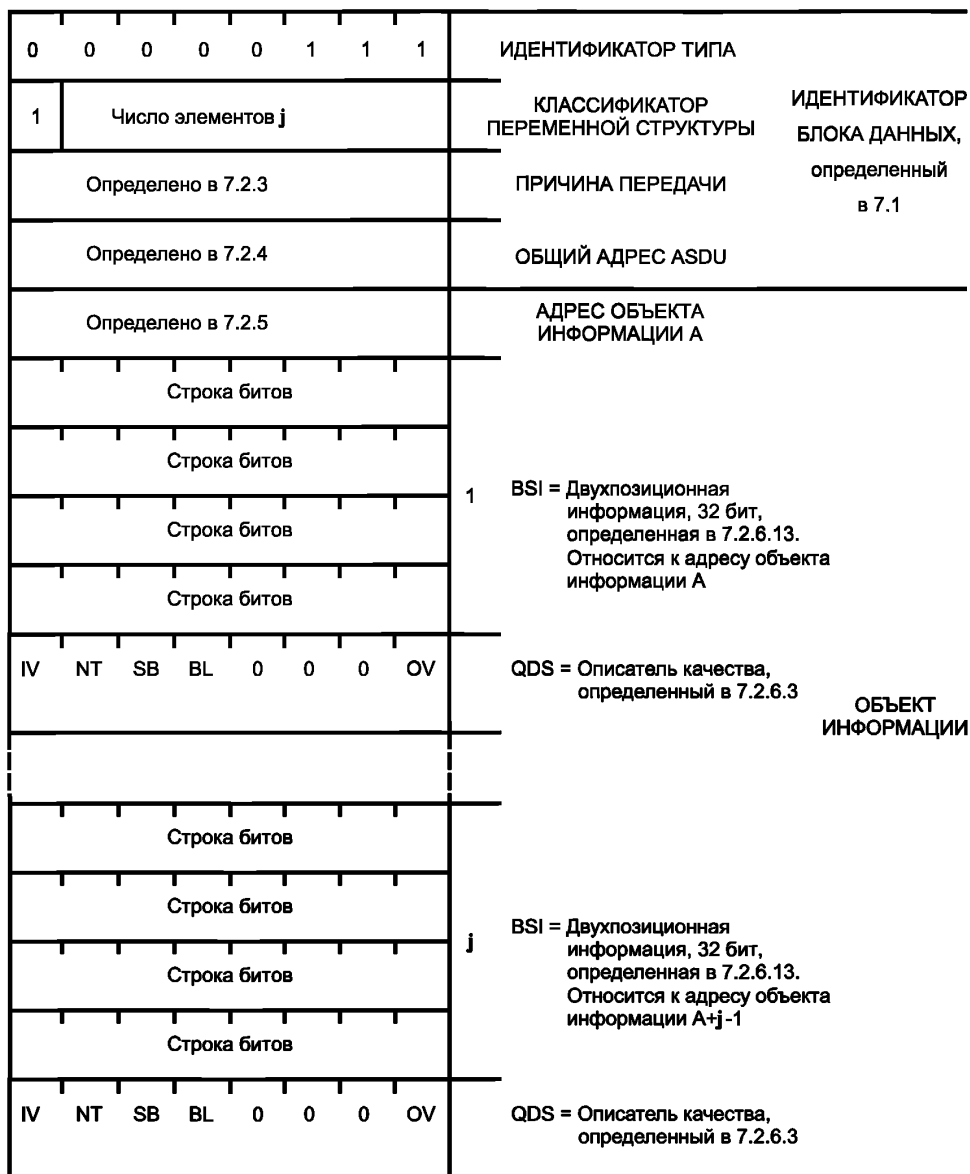 0 0 0 0 0 1 1 1
ИДЕНТИФИКАТОР ТИПА
1
Число элементов j
КЛАССИФИКАТОР
ПЕРЕМЕННОЙ СТРУКТУРЫ
ИДЕНТИФИКАТОР
БЛОКА ДАННЫХ,
определенный
в 7.1
Определено в 7.2.3
ПРИЧИНА ПЕРЕДАЧИ
Определено в 7.2.4
ОБЩИЙ АДРЕС ASDU
Определено в 7.2.5
АДРЕС ОБЪЕКТА
ИНФОРМАЦИИ А
Строка битов
Строка битов
Строка битов
Строка битов
1
BSI = Двухпозиционная
информация, 32 бит,
определенная в 7.2.6.13.
Относится к адресу объекта
информации А
IV NT SB BL 0 0 0 OV
QDS = Описатель качества,
определенный в 7.2.6.3
ОБЪЕКТ
ИНФОРМАЦИИ
Строка битов
Строка битов
Строка битов
Строка битов
j
BSI = Двухпозиционная
информация, 32 бит,
определенная в 7.2.6.13.
Относится к адресу объекта
информации А+j-1
IV NT SB BL 0 0 0 OV
QDS = Описатель качества,
определенный в 7.2.6.3